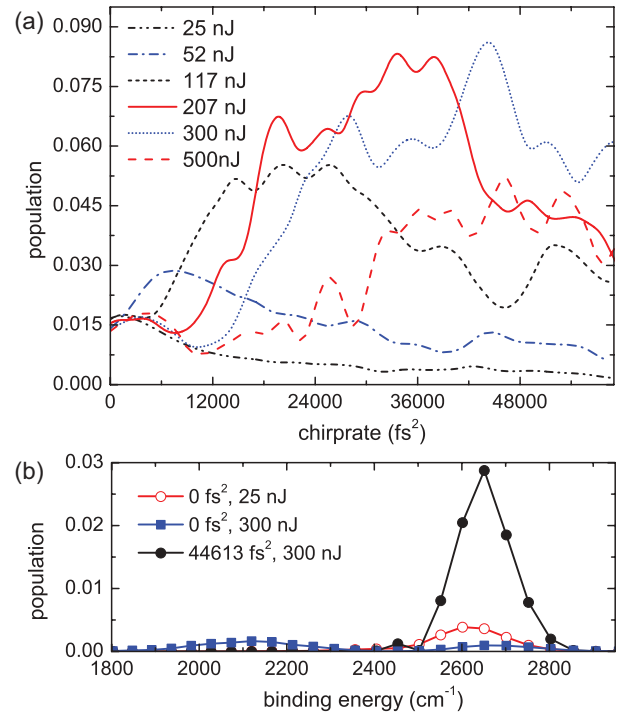 (a)
0.090
0.075
0.060
0.045
0.030
0.015
0.000
population
25 nJ
52 nJ
117 nJ
207 nJ
300 nJ
500nJ
0 12000 24000 36000 48000
chirprate (fs²)
(b)
0.03
0.02
0.01
0.00
population
0 fs², 25 nJ
0 fs², 300 nJ
44613 fs², 300 nJ
1800 2000 2200 2400 2600 2800
binding energy (cm⁻¹)